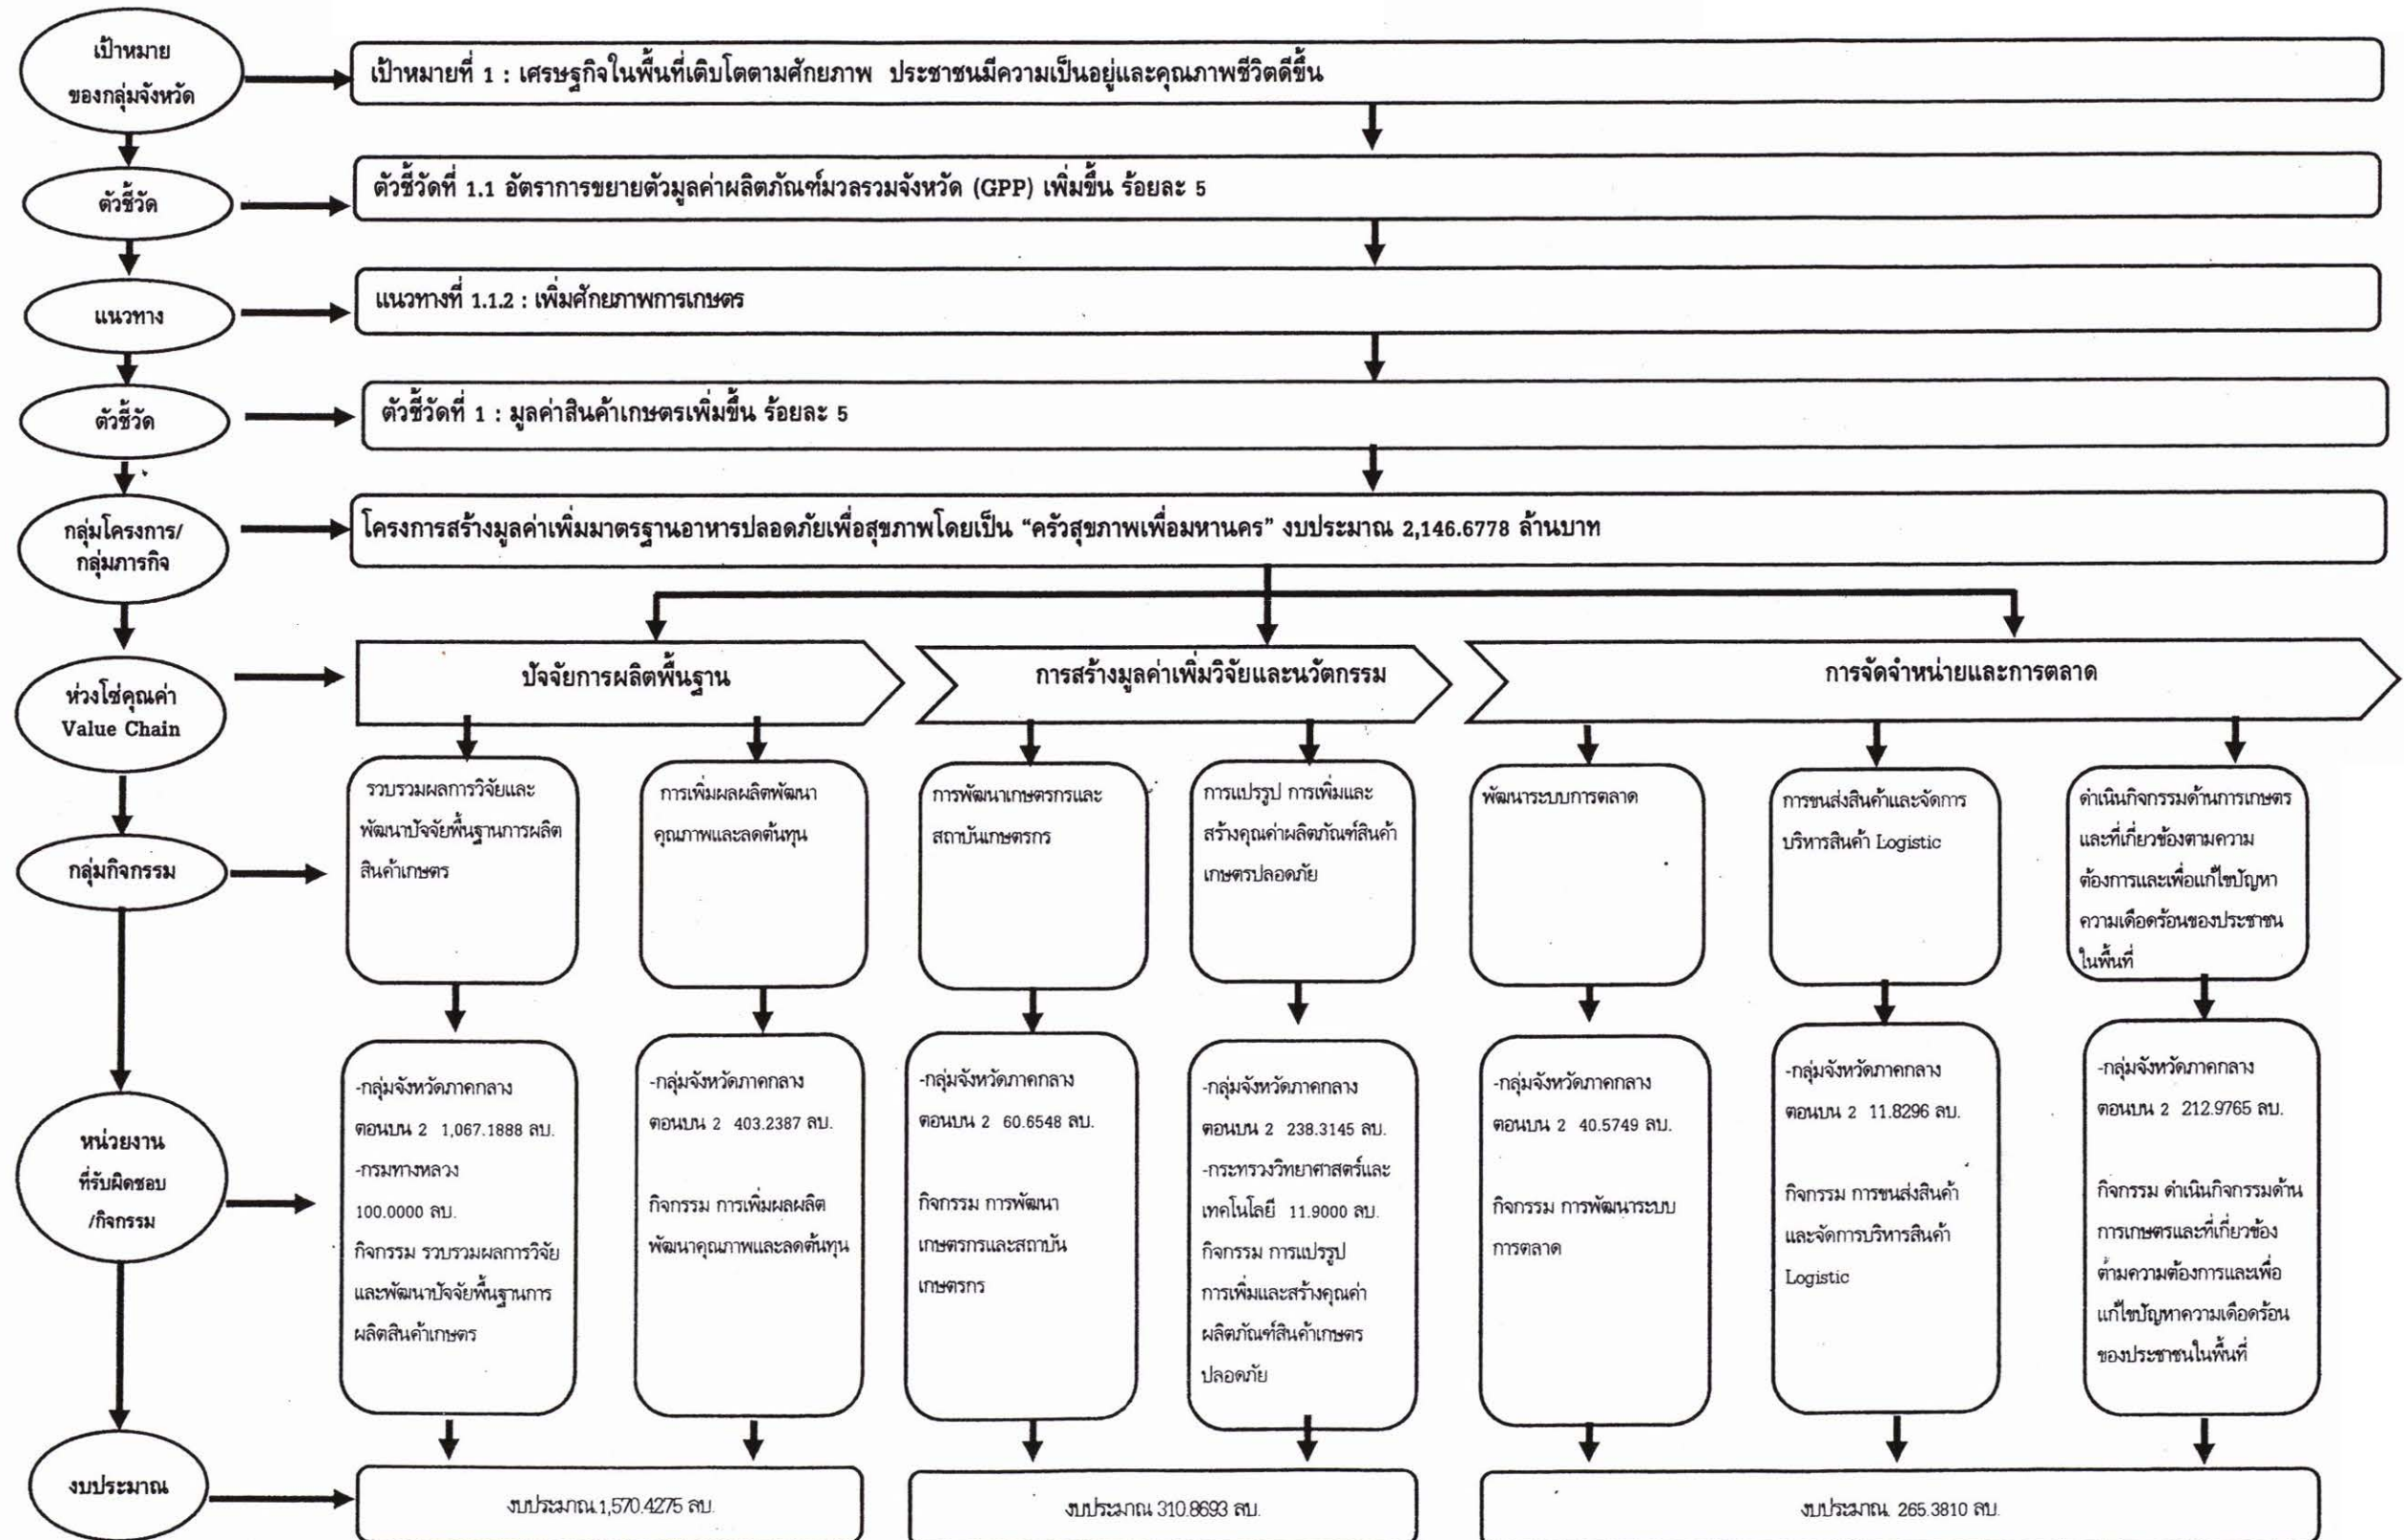 เป้าหมาย
ของกลุ่มจังหวัด
เป้าหมายที่ 1 : เศรษฐกิจในพื้นที่เติบโตตามศักยภาพ ประชาชนมีความเป็นอยู่และคุณภาพชีวิตดีขึ้น
ตัวชี้วัด
ตัวชี้วัดที่ 1.1 อัตราการขยายตัวมูลค่าผลิตภัณฑ์มวลรวมจังหวัด (GPP) เพิ่มขึ้น ร้อยละ 5
แนวทาง
แนวทางที่ 1.1.2 : เพิ่มศักยภาพการเกษตร
ตัวชี้วัด
ตัวชี้วัดที่ 1 : มูลค่าสินค้าเกษตรเพิ่มขึ้น ร้อยละ 5
กลุ่มโครงการ/
กลุ่มภารกิจ
โครงการสร้างมูลค่าเพิ่มมาตรฐานอาหารปลอดภัยเพื่อสุขภาพโดยเป็น “ครัวสุขภาพเพื่อมหานคร” งบประมาณ 2,146.6778 ล้านบาท
ห่วงโซ่คุณค่า
Value Chain
ปัจจัยการผลิตพื้นฐาน
การสร้างมูลค่าเพิ่มวิจัยและนวัตกรรม
การจัดจำหน่ายและการตลาด
กลุ่มกิจกรรม
รวบรวมผลการวิจัยและ
พัฒนาปัจจัยพื้นฐานการผลิต
สินค้าเกษตร
การเพิ่มผลผลิตพัฒนา
คุณภาพและลดต้นทุน
การพัฒนาเกษตรกรและ
สถาบันเกษตรกร
การแปรรูป การเพิ่มและ
สร้างคุณค่าผลิตภัณฑ์สินค้า
เกษตรปลอดภัย
พัฒนาระบบการตลาด
การขนส่งสินค้าและจัดการ
บริหารสินค้า Logistic
ดำเนินกิจกรรมด้านการเกษตร
และที่เกี่ยวข้องตามความ
ต้องการและเพื่อแก้ไขปัญหา
ความเดือดร้อนของประชาชน
ในพื้นที่
หน่วยงาน
ที่รับผิดชอบ
/กิจกรรม
-กลุ่มจังหวัดภาคกลาง
ตอนบน 2 1,067.1888 ลบ.
-กรมทางหลวง
100.0000 ลบ.
กิจกรรม รวบรวมผลการวิจัย
และพัฒนาปัจจัยพื้นฐานการ
ผลิตสินค้าเกษตร
-กลุ่มจังหวัดภาคกลาง
ตอนบน 2 403.2387 ลบ.
กิจกรรม การเพิ่มผลผลิต
พัฒนาคุณภาพและลดต้นทุน
-กลุ่มจังหวัดภาคกลาง
ตอนบน 2 60.6548 ลบ.
กิจกรรม การพัฒนา
เกษตรกรและสถาบัน
เกษตรกร
-กลุ่มจังหวัดภาคกลาง
ตอนบน 2 238.3145 ลบ.
-กระทรวงวิทยาศาสตร์และ
เทคโนโลยี 11.9000 ลบ.
กิจกรรม การแปรรูป
การเพิ่มและสร้างคุณค่า
ผลิตภัณฑ์สินค้าเกษตร
ปลอดภัย
-กลุ่มจังหวัดภาคกลาง
ตอนบน 2 40.5749 ลบ.
กิจกรรม การพัฒนาระบบ
การตลาด
-กลุ่มจังหวัดภาคกลาง
ตอนบน 2 11.8296 ลบ.
กิจกรรม การขนส่งสินค้า
และจัดการบริหารสินค้า
Logistic
-กลุ่มจังหวัดภาคกลาง
ตอนบน 2 212.9765 ลบ.
กิจกรรม ดำเนินกิจกรรมด้าน
การเกษตรและที่เกี่ยวข้อง
ตามความต้องการและเพื่อ
แก้ไขปัญหาความเดือดร้อน
ของประชาชนในพื้นที่
งบประมาณ
งบประมาณ 1,570.4275 ลบ.
งบประมาณ 310.8693 ลบ.
งบประมาณ 265.3810 ลบ.